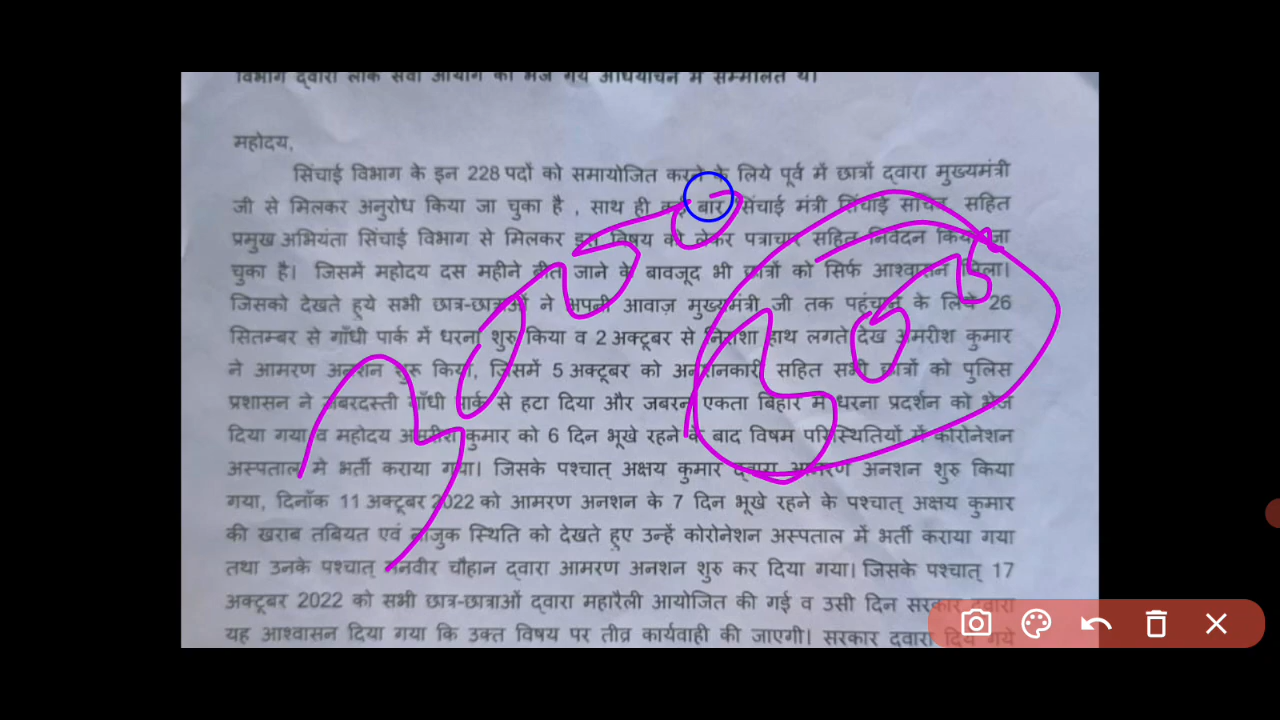 विभाग द्वारा लोक सेवा आयोग को भेजे गये अधियाचन में सम्मिलित थे।
महोदय,
सिंचाई विभाग के इन 228 पदों को समायोजित करने के लिये पूर्व में छात्रों द्वारा मुख्यमंत्री
जी से मिलकर अनुरोध किया जा चुका है , साथ ही कई बार सिंचाई मंत्री सिंचाई सचिव सहित
प्रमुख अभियंता सिंचाई विभाग से मिलकर इस विषय को लेकर पत्राचार सहित निवेदन किया जा
चुका है। जिसमें महोदय दस महीने बीत जाने के बावजूद भी छात्रों को सिर्फ आश्वासन मिला।
जिसको देखते हुये सभी छात्र-छात्राओं ने अपनी आवाज़ मुख्यमंत्री जी तक पहुंचाने के लिये 26
सितम्बर से गाँधी पार्क में धरना शुरु किया व 2 अक्टूबर से निराशा हाथ लगते देख अमरीश कुमार
ने आमरण अनशन शुरू किया, जिसमें 5 अक्टूबर को अनशनकारी सहित सभी छात्रों को पुलिस
प्रशासन ने जबरदस्ती गाँधी पार्क से हटा दिया और जबरन एकता बिहार में धरना प्रदर्शन को भेज
दिया गया व महोदय अमरीश कुमार को 6 दिन भूखे रहने के बाद विषम परिस्थितियों में कोरोनेशन
अस्पताल मे भर्ती कराया गया। जिसके पश्चात् अक्षय कुमार द्वारा आमरण अनशन शुरु किया
गया, दिनाँक 11 अक्टूबर 2022 को आमरण अनशन के 7 दिन भूखे रहने के पश्चात् अक्षय कुमार
की खराब तबियत एवं नाजुक स्थिति को देखते हुए उन्हें कोरोनेशन अस्पताल में भर्ती कराया गया
तथा उनके पश्चात् मनवीर चौहान द्वारा आमरण अनशन शुरु कर दिया गया। जिसके पश्चात् 17
अक्टूबर 2022 को सभी छात्र-छात्राओं द्वारा महारैली आयोजित की गई व उसी दिन सरकार द्वारा
यह आश्वासन दिया गया कि उक्त विषय पर तीव्र कार्यवाही की जाएगी। सरकार द्वारा दिये गये